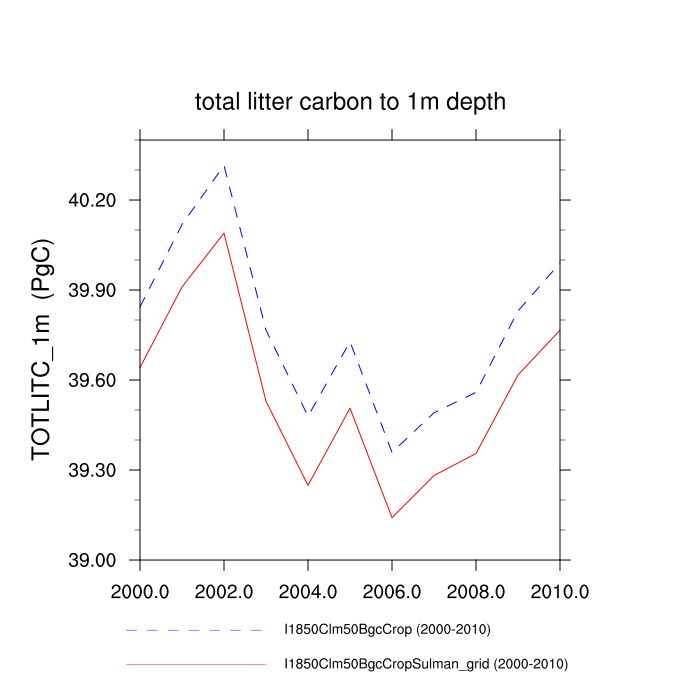 total litter carbon to 1m depth
TOTLITC_1m (PgC)
40.20
39.90
39.60
39.30
39.00
2000.0 2002.0 2004.0 2006.0 2008.0 2010.0
I1850Clm50BgcCrop (2000-2010)
I1850Clm50BgcCropSulman_grid (2000-2010)